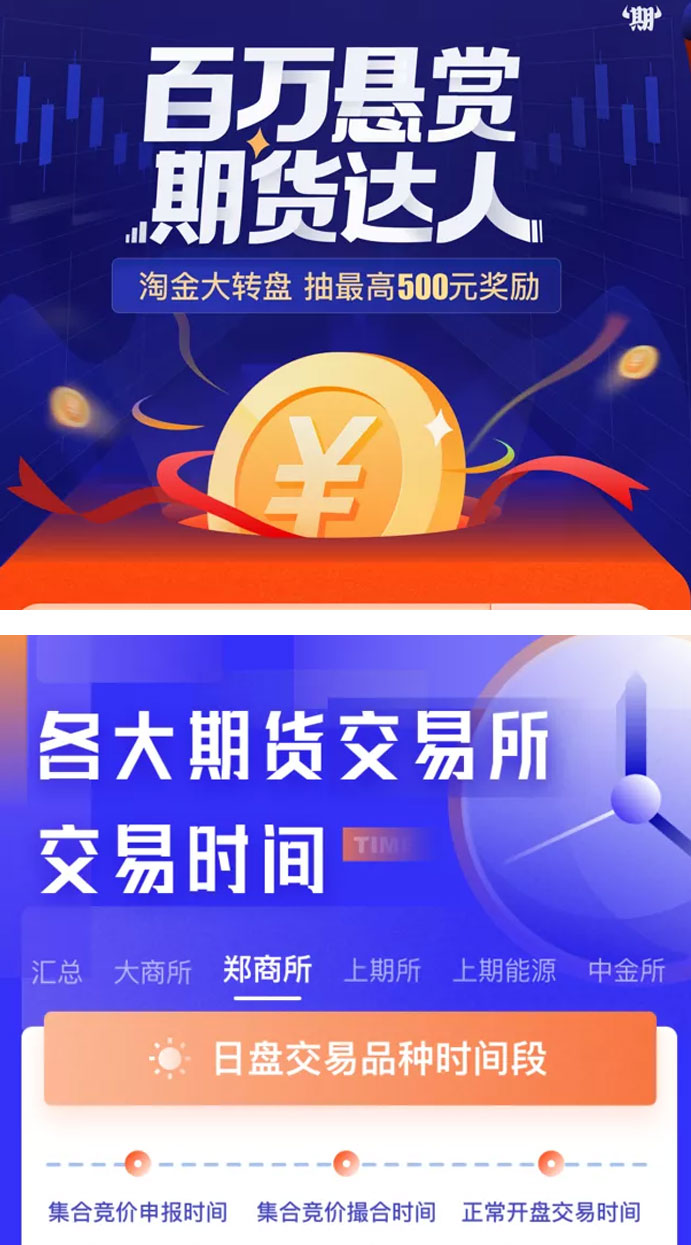 期
百万悬赏
期货达人
淘金大转盘 抽最高500元奖励
¥
各大期货交易所
交易时间 TIME
汇总 大商所 郑商所 上期所 上期能源 中金所
日盘交易品种时间段
集合竞价申报时间 集合竞价撮合时间 正常开盘交易时间